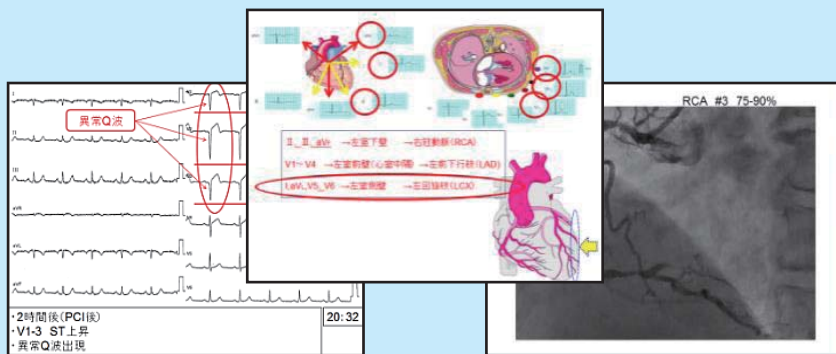 I
II
III
aVR
aVL
aVF
V5
V6
異常Q波
・2時間後(PCI後)
・V1-3 ST上昇
・異常Q波出現
20:32
Ⅱ、Ⅲ、aVF →左室下壁 →右冠動脈(RCA)
V1~V4 →左室前壁(心室中隔) →左前下行枝(LAD)
I,aVL,V5,V6 →左室側壁 →左回旋枝(LCX)
RCA #3 75-90%